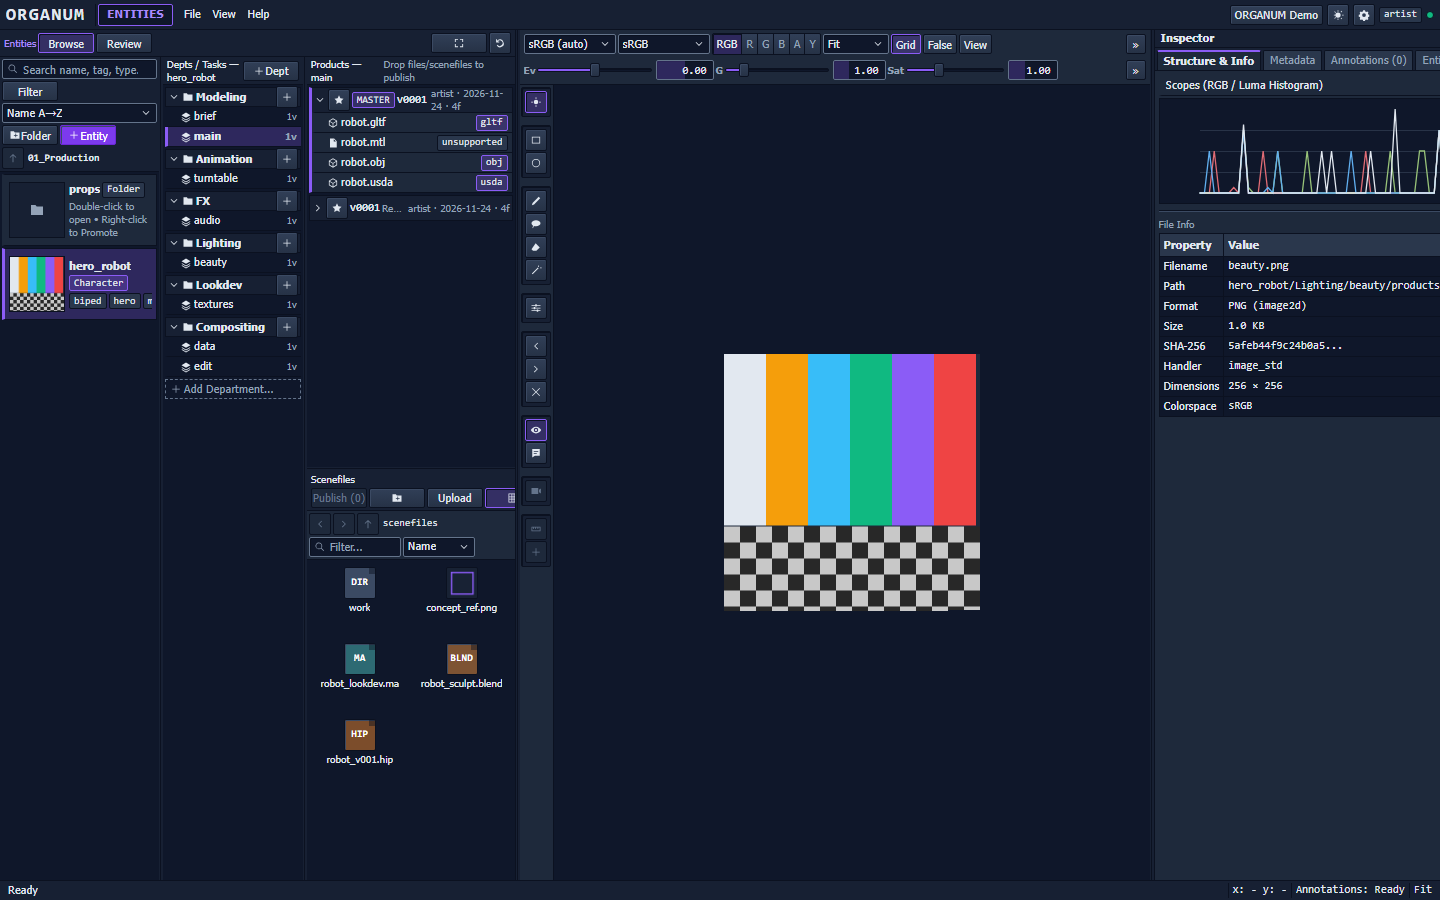 ORGANUM ENTITIES File View Help ORGANUM Demo artist
Entities Browse Review
Search name, tag, type.
Filter
Name A→Z
Folder + Entity
01_Production
props Folder
Double-click to
open • Right-click
to Promote
hero_robot
Character
biped hero
Depts / Tasks —
hero_robot
+ Dept
Modeling
brief 1v
main 1v
Animation
turntable 1v
FX
audio 1v
Lighting
beauty 1v
Lookdev
textures 1v
Compositing
data 1v
edit 1v
+ Add Department...
Products —
main
Drop files/scenefiles to
publish
MASTER v0001 artist · 2026-11-
24 · 4f
robot.gltf gltf
robot.mtl unsupported
robot.obj obj
robot.usda usda
v0001 Re... artist · 2026-11-24 · 4f
Scenefiles
Publish (0) Upload
scenefiles
Filter... Name
DIR
work
concept_ref.png
MA
robot_lookdev.ma
BLND
robot_sculpt.blend
HIP
robot_v001.hip
sRGB (auto) sRGB RGB R G B A Y Fit Grid False View »
Ev 0.00 G 1.00 Sat 1.00 »
Inspector
Structure & Info Metadata Annotations (0) Enti
Scopes (RGB / Luma Histogram)
File Info
Property Value
Filename beauty.png
Path hero_robot/Lighting/beauty/products
Format PNG (image2d)
Size 1.0 KB
SHA-256 5afeb44f9c24b0a5...
Handler image_std
Dimensions 256 × 256
Colorspace sRGB
Ready
x: - y: - Annotations: Ready Fit